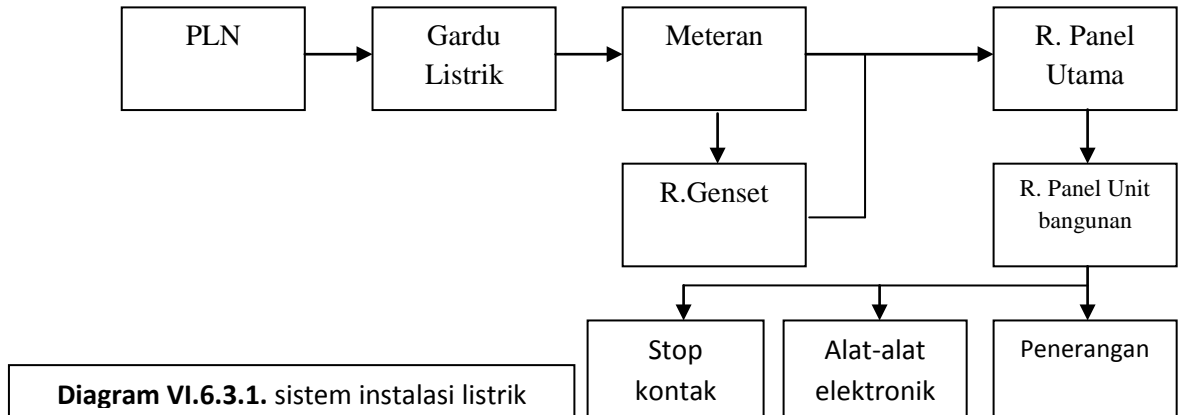 PLN
Gardu
Listrik
Meteran
R. Panel
Utama
R.Genset
R. Panel Unit
bangunan
Stop
kontak
Alat-alat
elektronik
Penerangan
Diagram VI.6.3.1. sistem instalasi listrik